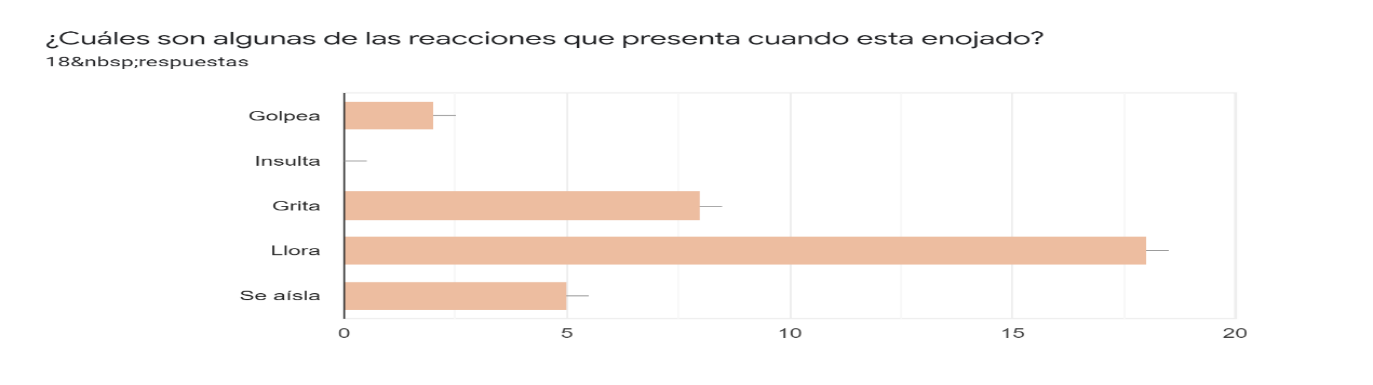 ¿Cuáles son algunas de las reacciones que presenta cuando esta enojado?
18&nbsp;respuestas
Golpea
Insulta
Grita
Llora
Se aísla
0 5 10 15 20